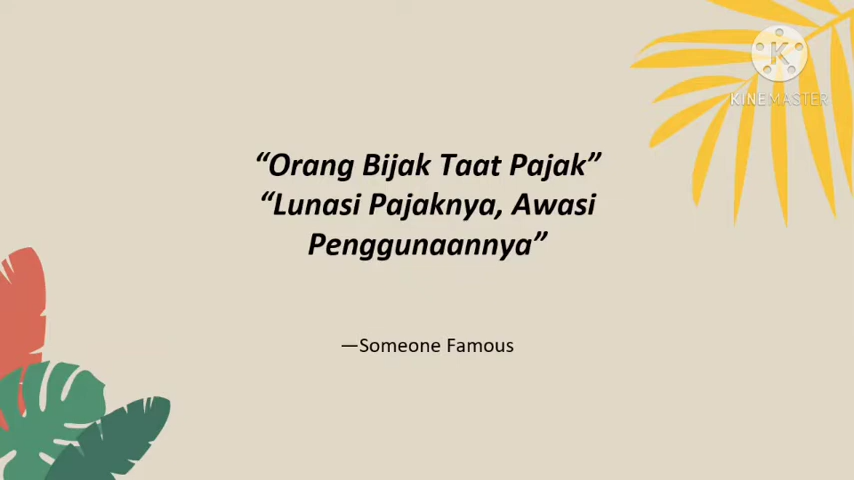 KINEMASTER
“Orang Bijak Taat Pajak”
“Lunasi Pajaknya, Awasi
Penggunaannya”
—Someone Famous